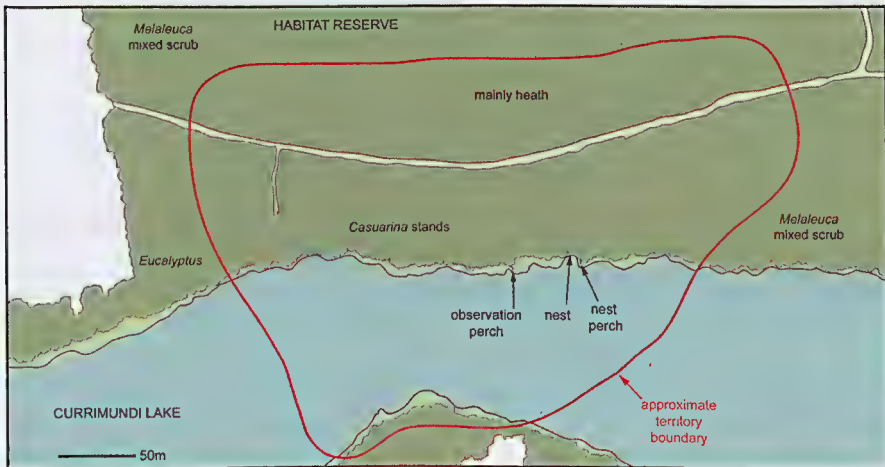 Melaleuca
mixed scrub
HABITAT RESERVE
mainly heath
Casuarina stands
Melaleuca
mixed scrub
Eucalyptus
observation
perch
nest
nest
perch
approximate
territory
boundary
CURRIMUNDI LAKE
50m